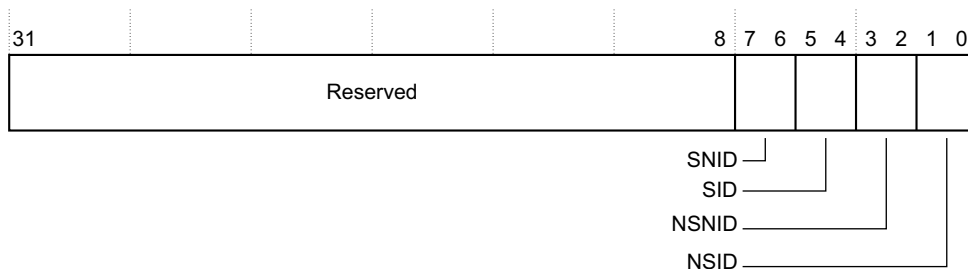 31 8 7 6 5 4 3 2 1 0
Reserved
SNID
SID
NSNID
NSID